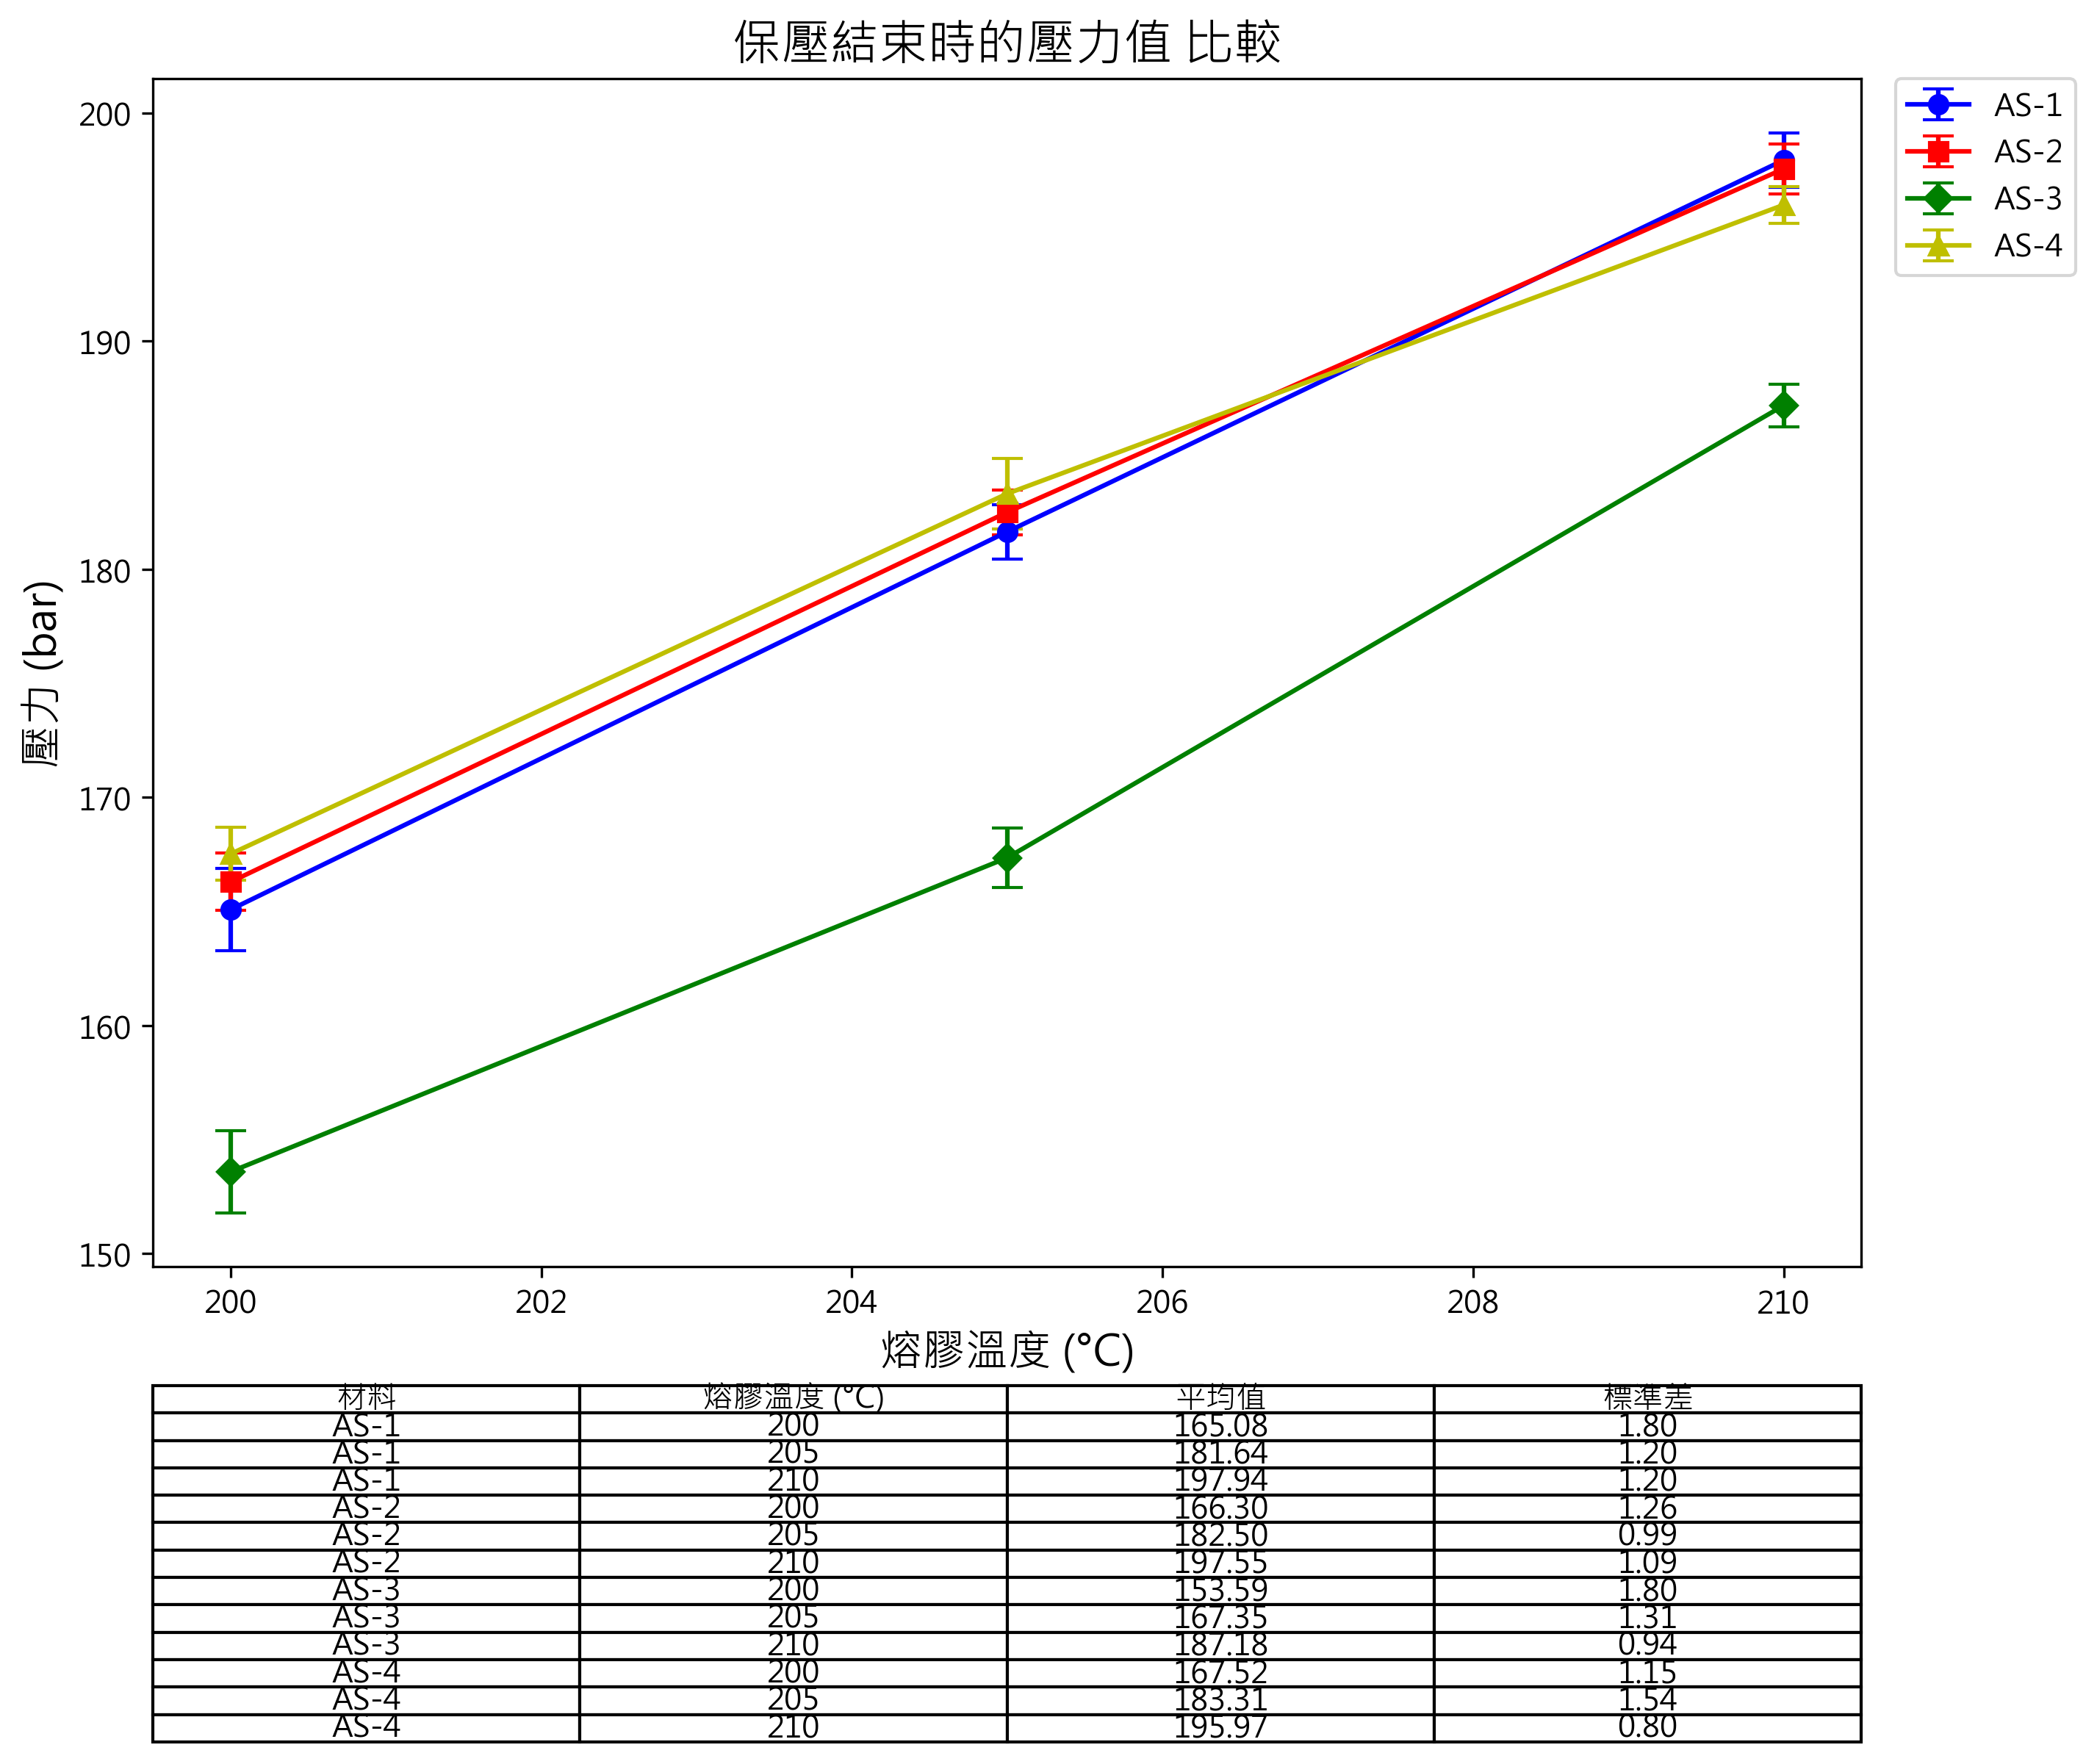 保壓結束時的壓力值 比較
200
190
180
170
160
150
壓力 (bar)
AS-1
AS-2
AS-3
AS-4
200 202 204 206 208 210
熔膠溫度 (°C)
材料 熔膠溫度 (°C) 平均值 標準差
AS-1 200 165.08 1.80
AS-1 205 181.64 1.20
AS-1 210 197.94 1.20
AS-2 200 166.30 1.26
AS-2 205 182.50 0.99
AS-2 210 197.55 1.09
AS-3 200 153.59 1.80
AS-3 205 167.35 1.31
AS-3 210 187.18 0.94
AS-4 200 167.52 1.15
AS-4 205 183.31 1.54
AS-4 210 195.97 0.80